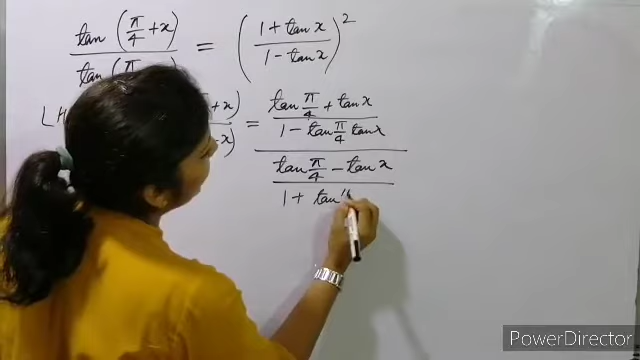 tan (π/4 + x) / tan (π = ((1 + tan x) / (1 - tan x))²
LH +x) / -x) = (tan π/4 + tan x) / (1 - tan π/4 tan x)
(tan π/4 - tan x) / (1 + tan
PowerDirector